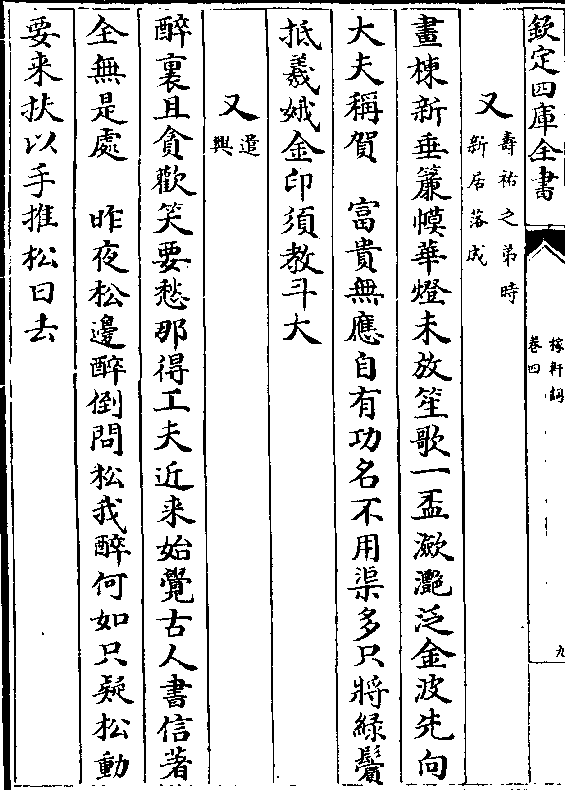 欽定四庫全書
稼軒詞
卷四
九
又
壽祐之弟時
新居落成
畫棟新垂簾幙華燈未放笙歌一盃瀲灔泛金波先向
大夫稱賀　富貴無應自有功名不用渠多只將緑鬢
抵羲娥金印須教斗大
又
遣
興
醉裏且貪歡笑要愁那得工夫近来始覺古人書信著
全無是處　昨夜松邊醉倒問松我醉何如只疑松動
要来扶以手推松曰去